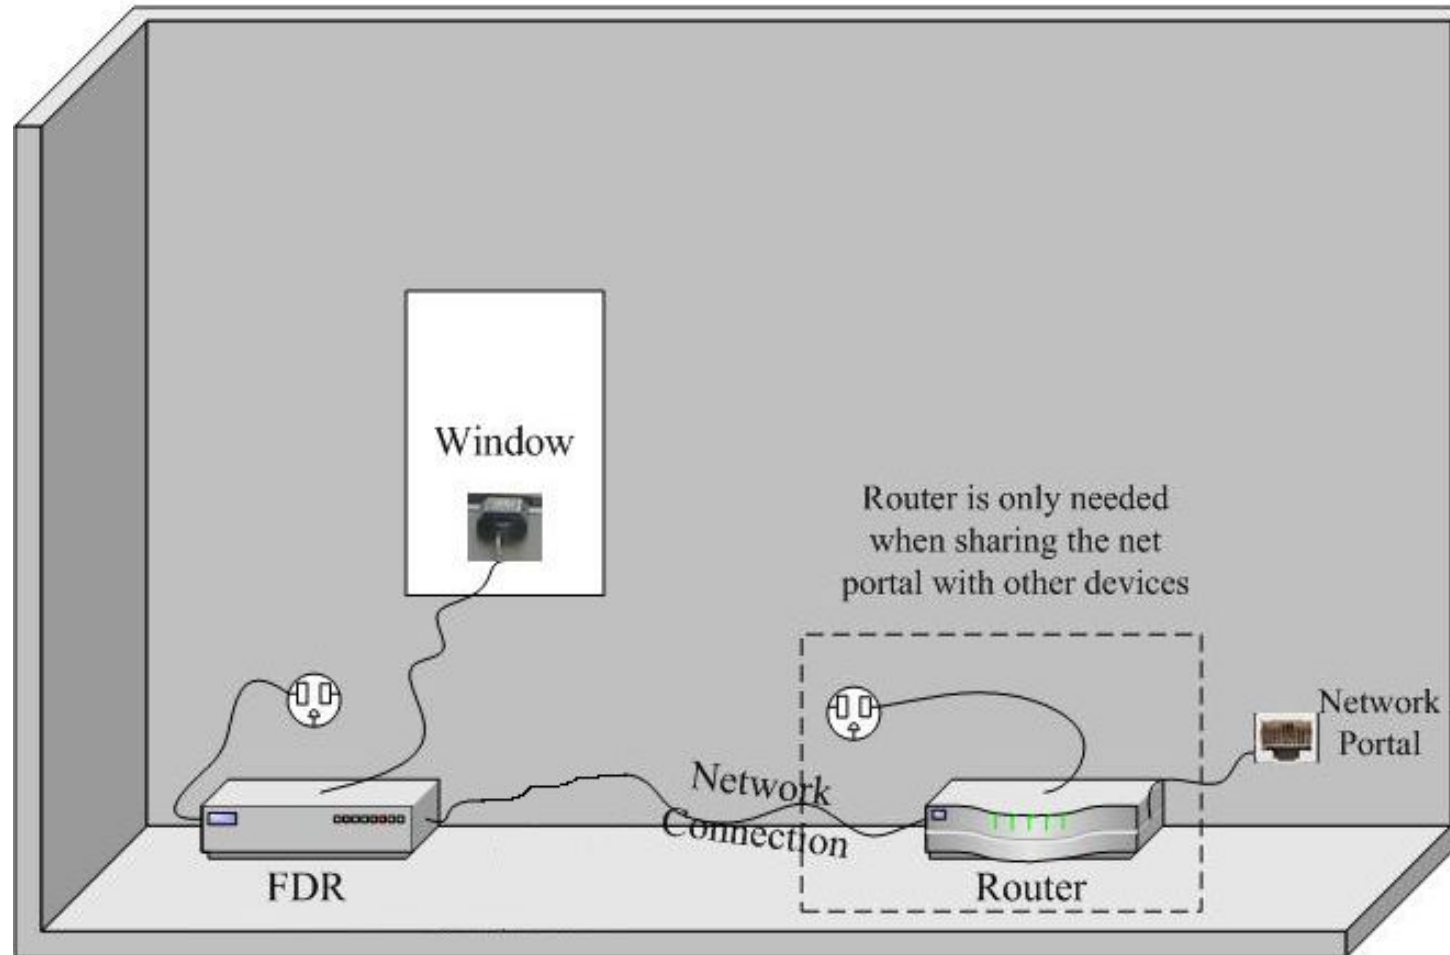 Window
Router is only needed
when sharing the net
portal with other devices
Network
Portal
Network
Connection
FDR
Router